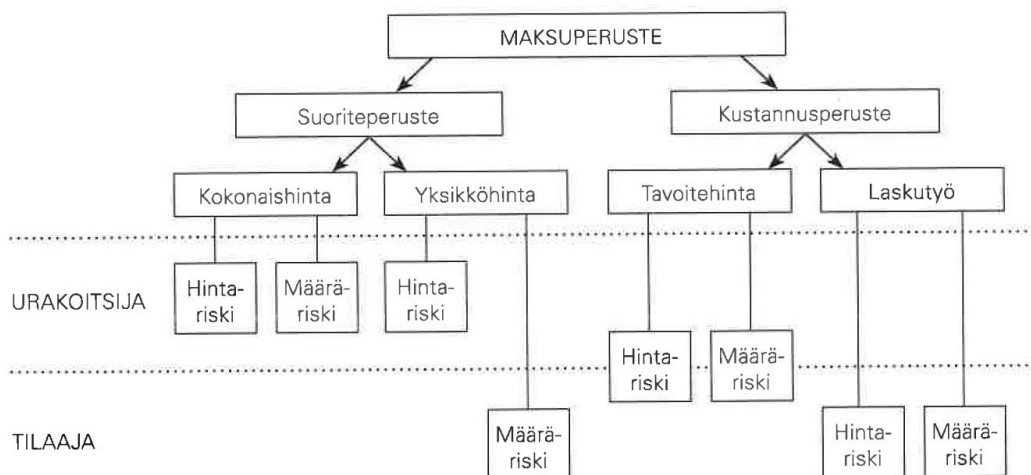 MAKSUPERUSTE
Suoriteperuste
Kustannusperuste
Kokonaishinta
Yksikköhinta
Tavoitehinta
Laskutyö
URAKOITSIJA
Hinta-
riski
Määrä-
riski
Hinta-
riski
Hinta-
riski
Määrä-
riski
TILAAJA
Määrä-
riski
Hinta-
riski
Määrä-
riski